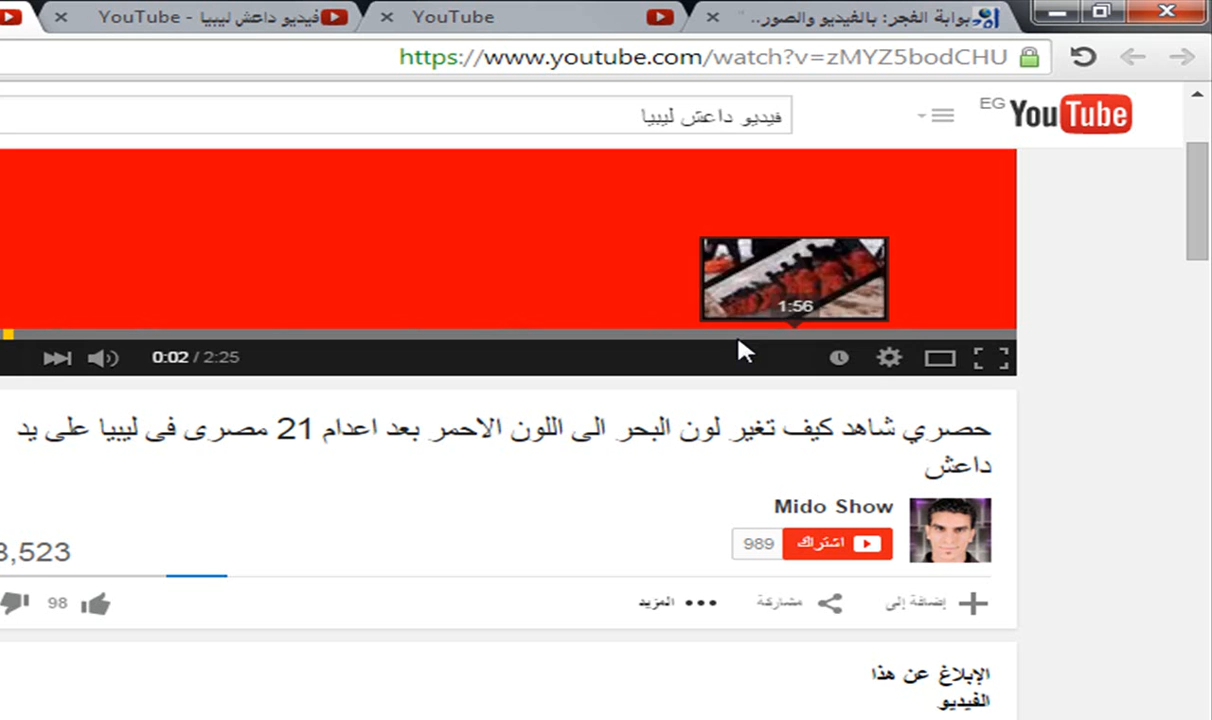 فيديو داعش ليبيا - YouTube
YouTube
بوابة الفجر: بالفيديو والصور..
https://www.youtube.com/watch?v=zMYZ5bodCHU
فيديو داعش ليبيا
YouTube EG
1:56
0:02 / 2:25
حصري شاهد كيف تغير لون البحر الى اللون الاحمر بعد اعدام 21 مصرى فى ليبيا على يد
داعش
Mido Show
اشتراك 989
3,523
إضافة إلى مشاركة المزيد 98
الإبلاغ عن هذا
الفيديو